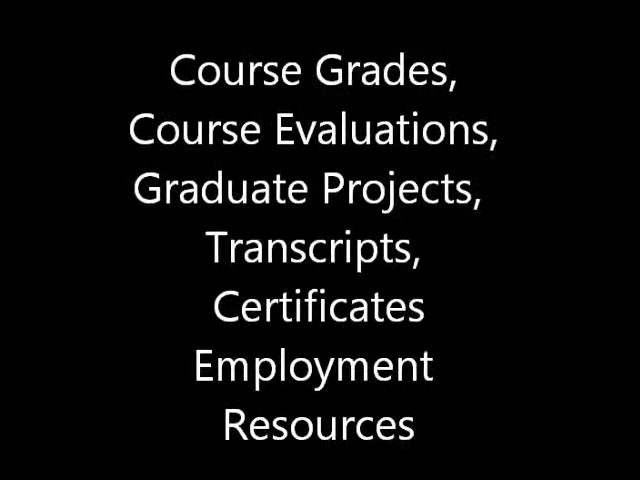 Course Grades,
Course Evaluations,
Graduate Projects,
Transcripts,
Certificates
Employment
Resources